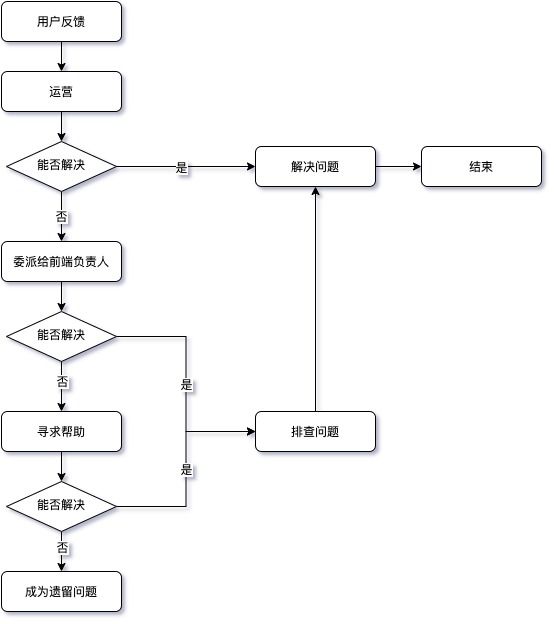 用户反馈
运营
能否解决
是
解决问题
结束
否
委派给前端负责人
能否解决
是
否
寻求帮助
排查问题
是
能否解决
否
成为遗留问题